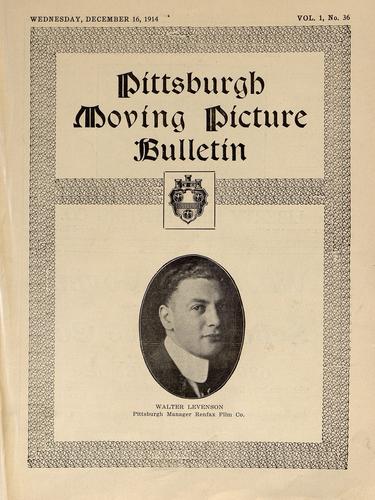 WEDNESDAY, DECEMBER 16, 1914 VOL. 1, No. 36
Pittsburgh
Moving Picture
Bulletin
WALTER LEVENSON
Pittsburgh Manager Renfax Film Co.